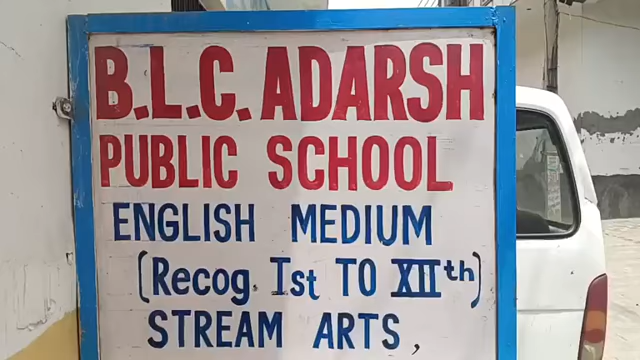 B.L.C. ADARSH
PUBLIC SCHOOL
ENGLISH MEDIUM
(Recog. Ist TO XIIth)
STREAM ARTS,